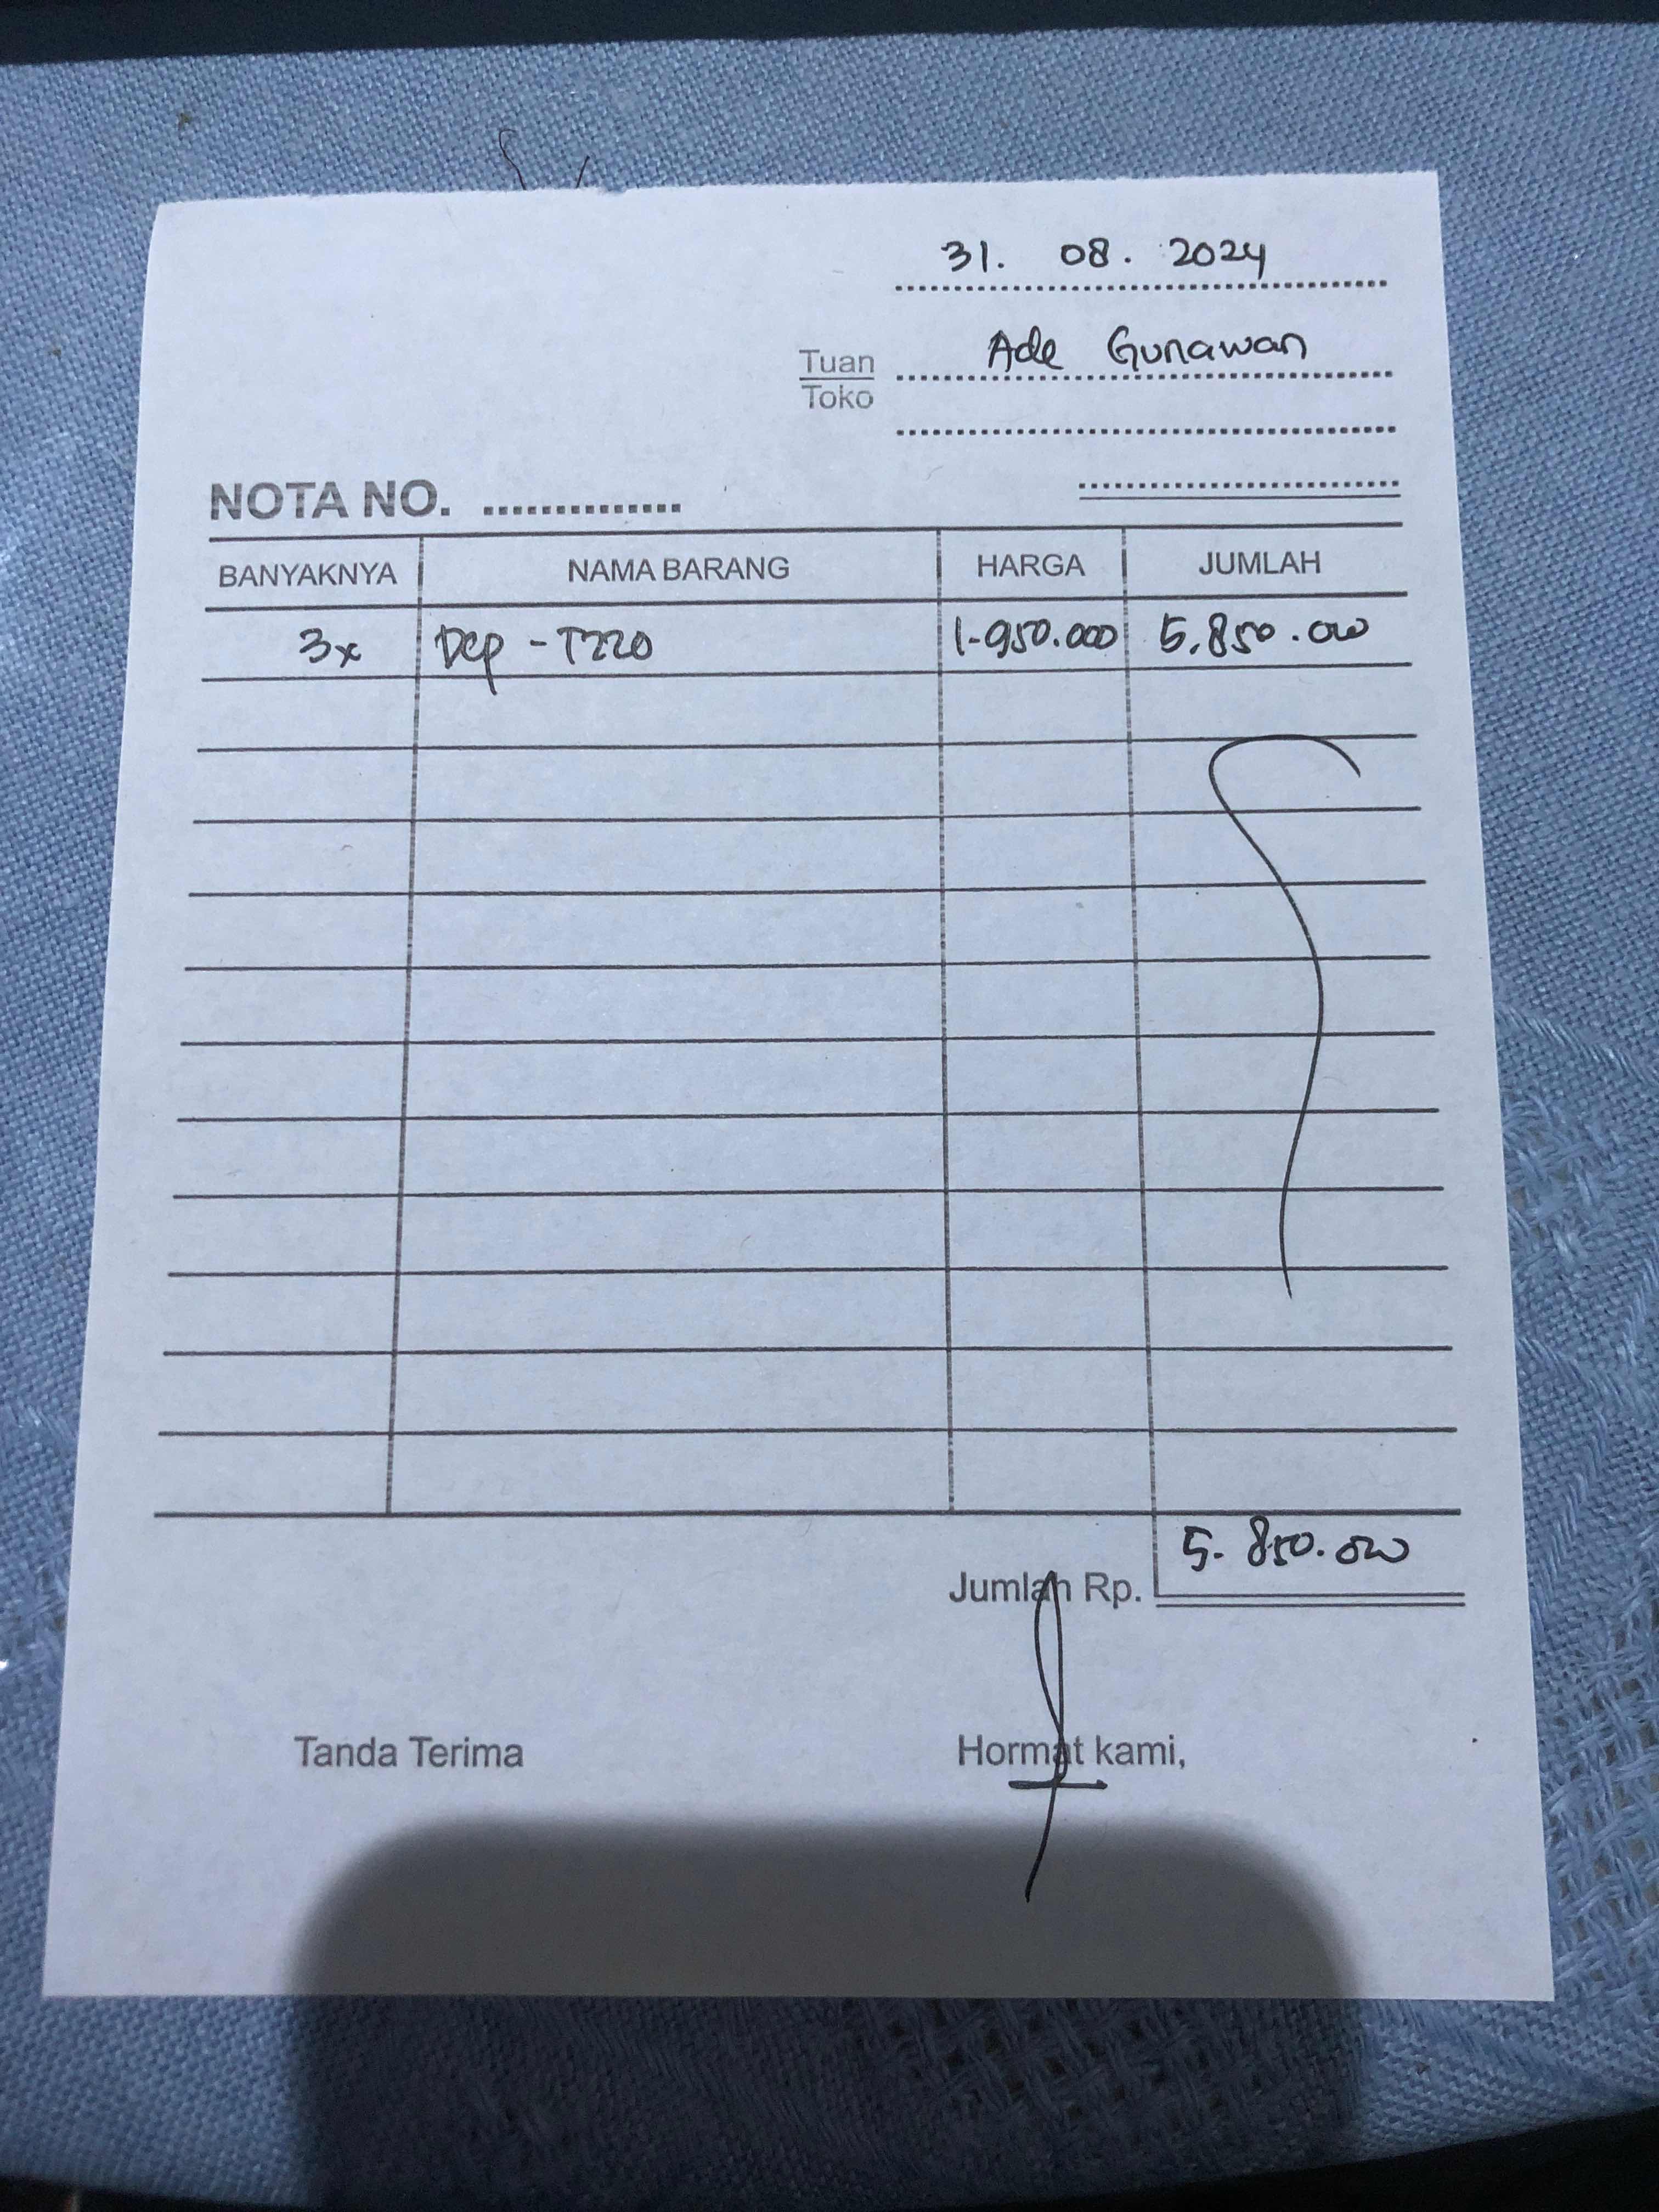 31. 08. 2024
Tuan Ade Gunawan
Toko
NOTA NO. ..............
BANYAKNYA NAMA BARANG HARGA JUMLAH
3x Dcp - T220 1.950.000 5.850.000
5.850.000
Jumlah Rp.
Tanda Terima Hormat kami,